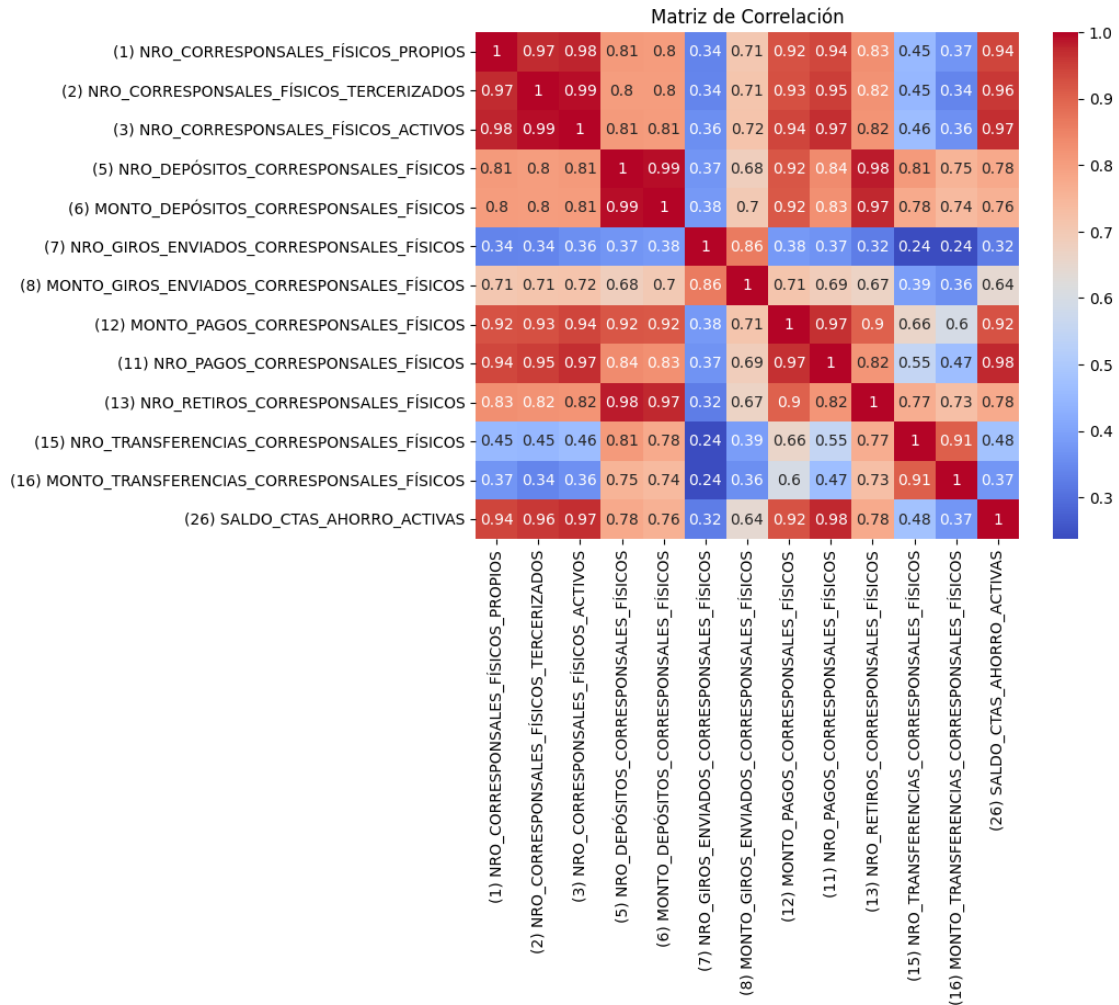 Matriz de Correlación
(1) NRO_CORRESPONSALES_FÍSICOS_PROPIOS 1 0.97 0.98 0.81 0.8 0.34 0.71 0.92 0.94 0.83 0.45 0.37 0.94
(2) NRO_CORRESPONSALES_FÍSICOS_TERCERIZADOS 0.97 1 0.99 0.8 0.8 0.34 0.71 0.93 0.95 0.82 0.45 0.34 0.96
(3) NRO_CORRESPONSALES_FÍSICOS_ACTIVOS 0.98 0.99 1 0.81 0.81 0.36 0.72 0.94 0.97 0.82 0.46 0.36 0.97
(5) NRO_DEPÓSITOS_CORRESPONSALES_FÍSICOS 0.81 0.8 0.81 1 0.99 0.37 0.68 0.92 0.84 0.98 0.81 0.75 0.78
(6) MONTO_DEPÓSITOS_CORRESPONSALES_FÍSICOS 0.8 0.8 0.81 0.99 1 0.38 0.7 0.92 0.83 0.97 0.78 0.74 0.76
(7) NRO_GIROS_ENVIADOS_CORRESPONSALES_FÍSICOS 0.34 0.34 0.36 0.37 0.38 1 0.86 0.38 0.37 0.32 0.24 0.24 0.32
(8) MONTO_GIROS_ENVIADOS_CORRESPONSALES_FÍSICOS 0.71 0.71 0.72 0.68 0.7 0.86 1 0.71 0.69 0.67 0.39 0.36 0.64
(12) MONTO_PAGOS_CORRESPONSALES_FÍSICOS 0.92 0.93 0.94 0.92 0.92 0.38 0.71 1 0.97 0.9 0.66 0.6 0.92
(11) NRO_PAGOS_CORRESPONSALES_FÍSICOS 0.94 0.95 0.97 0.84 0.83 0.37 0.69 0.97 1 0.82 0.55 0.47 0.98
(13) NRO_RETIROS_CORRESPONSALES_FÍSICOS 0.83 0.82 0.82 0.98 0.97 0.32 0.67 0.9 0.82 1 0.77 0.73 0.78
(15) NRO_TRANSFERENCIAS_CORRESPONSALES_FÍSICOS 0.45 0.45 0.46 0.81 0.78 0.24 0.39 0.66 0.55 0.77 1 0.91 0.48
(16) MONTO_TRANSFERENCIAS_CORRESPONSALES_FÍSICOS 0.37 0.34 0.36 0.75 0.74 0.24 0.36 0.6 0.47 0.73 0.91 1 0.37
(26) SALDO_CTAS_AHORRO_ACTIVAS 0.94 0.96 0.97 0.78 0.76 0.32 0.64 0.92 0.98 0.78 0.48 0.37 1
(1) NRO_CORRESPONSALES_FÍSICOS_PROPIOS
(2) NRO_CORRESPONSALES_FÍSICOS_TERCERIZADOS
(3) NRO_CORRESPONSALES_FÍSICOS_ACTIVOS
(5) NRO_DEPÓSITOS_CORRESPONSALES_FÍSICOS
(6) MONTO_DEPÓSITOS_CORRESPONSALES_FÍSICOS
(7) NRO_GIROS_ENVIADOS_CORRESPONSALES_FÍSICOS
(8) MONTO_GIROS_ENVIADOS_CORRESPONSALES_FÍSICOS
(12) MONTO_PAGOS_CORRESPONSALES_FÍSICOS
(11) NRO_PAGOS_CORRESPONSALES_FÍSICOS
(13) NRO_RETIROS_CORRESPONSALES_FÍSICOS
(15) NRO_TRANSFERENCIAS_CORRESPONSALES_FÍSICOS
(16) MONTO_TRANSFERENCIAS_CORRESPONSALES_FÍSICOS
(26) SALDO_CTAS_AHORRO_ACTIVAS
1.0
0.9
0.8
0.7
0.6
0.5
0.4
0.3